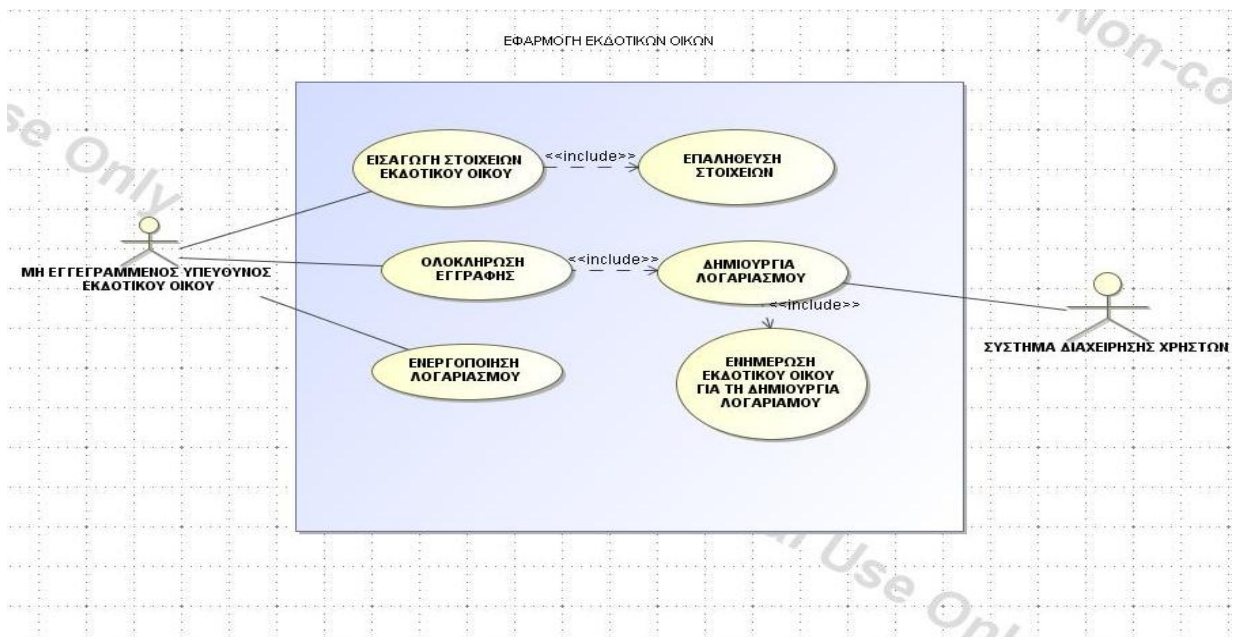 ΕΦΑΡΜΟΓΗ ΕΚΔΟΤΙΚΩΝ ΟΙΚΩΝ
Non-co
se Only
ΕΙΣΑΓΩΓΗ ΣΤΟΙΧΕΙΩΝ
ΕΚΔΟΤΙΚΟΥ ΟΙΚΟΥ
<<include>>
ΕΠΑΛΗΘΕΥΣΗ
ΣΤΟΙΧΕΙΩΝ
ΜΗ ΕΓΓΕΓΡΑΜΜΕΝΟΣ ΥΠΕΥΘΥΝΟΣ
ΕΚΔΟΤΙΚΟΥ ΟΙΚΟΥ
ΟΛΟΚΛΗΡΩΣΗ
ΕΓΓΡΑΦΗΣ
<<include>>
ΔΗΜΙΟΥΡΓΙΑ
ΛΟΓΑΡΙΑΣΜΟΥ
<<include>>
ΣΥΣΤΗΜΑ ΔΙΑΧΕΙΡΗΣΗΣ ΧΡΗΣΤΩΝ
ΕΝΕΡΓΟΠΟΙΗΣΗ
ΛΟΓΑΡΙΑΣΜΟΥ
ΕΝΗΜΕΡΩΣΗ
ΕΚΔΟΤΙΚΟΥ ΟΙΚΟΥ
ΓΙΑ ΤΗ ΔΗΜΙΟΥΡΓΙΑ
ΛΟΓΑΡΙΑΜΟΥ
al Use Only